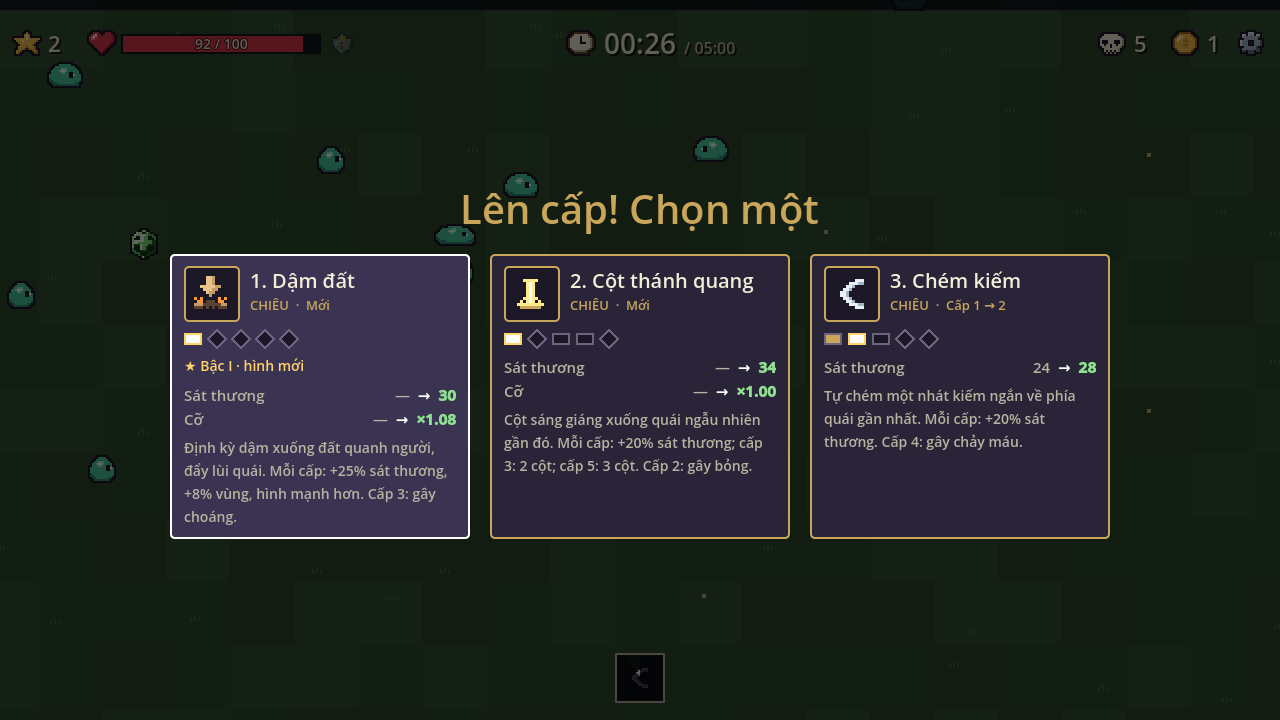 2
92 / 100
00:26 / 05:00
5
1
Lên cấp! Chọn một
1. Dậm đất
CHIÊU · Mới
★ Bậc I · hình mới
Sát thương — → 30
Cỡ — → ×1.08
Định kỳ dậm xuống đất quanh người,
đẩy lùi quái. Mỗi cấp: +25% sát thương,
+8% vùng, hình mạnh hơn. Cấp 3: gây
choáng.
2. Cột thánh quang
CHIÊU · Mới
Sát thương — → 34
Cỡ — → ×1.00
Cột sáng giáng xuống quái ngẫu nhiên
gần đó. Mỗi cấp: +20% sát thương; cấp
3: 2 cột; cấp 5: 3 cột. Cấp 2: gây bỏng.
3. Chém kiếm
CHIÊU · Cấp 1 → 2
Sát thương 24 → 28
Tự chém một nhát kiếm ngắn về phía
quái gần nhất. Mỗi cấp: +20% sát
thương. Cấp 4: gây chảy máu.